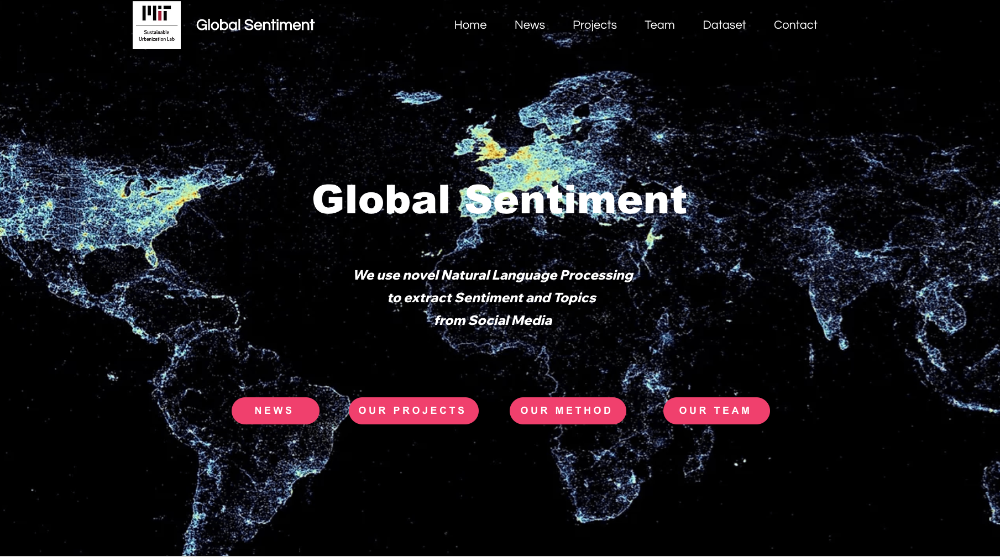 MIT
Sustainable
Urbanization Lab
Global Sentiment
Home
News
Projects
Team
Dataset
Contact
Global Sentiment
We use novel Natural Language Processing
to extract Sentiment and Topics
from Social Media
NEWS
OUR PROJECTS
OUR METHOD
OUR TEAM